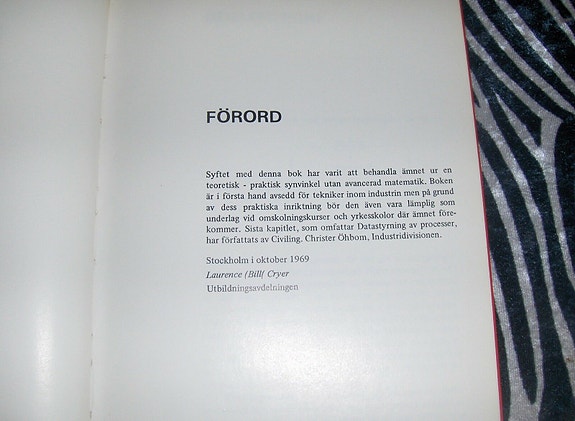 FÖRORD
Syftet med denna bok har varit att behandla ämnet ur en
teoretisk - praktisk synvinkel utan avancerad matematik. Boken
är i första hand avsedd för tekniker inom industrin men på grund
av dess praktiska inriktning bör den även vara lämplig som
underlag vid omskolningskurser och yrkesskolor där ämnet före-
kommer. Sista kapitlet, som omfattar Datastyrning av processer,
har författats av Civiling. Christer Öhbom, Industridivisionen.
Stockholm i oktober 1969
Laurence (Bill( Cryer
Utbildningsavdelningen